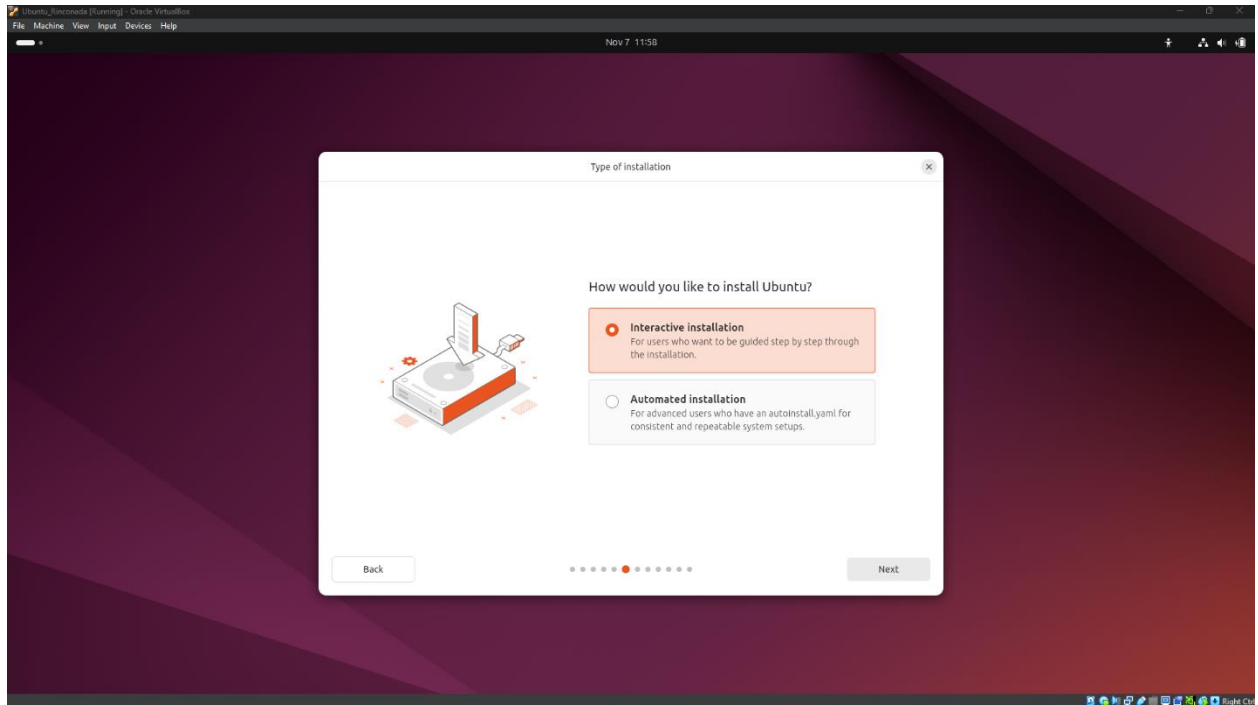 Ubuntu_Rinconada [Running] - Oracle VirtualBox
File Machine View Input Devices Help
Nov 7 11:58
Type of installation
How would you like to install Ubuntu?
Interactive installation
For users who want to be guided step by step through
the installation.
Automated installation
For advanced users who have an autoinstall.yaml for
consistent and repeatable system setups.
Back
Next
Right Ctrl